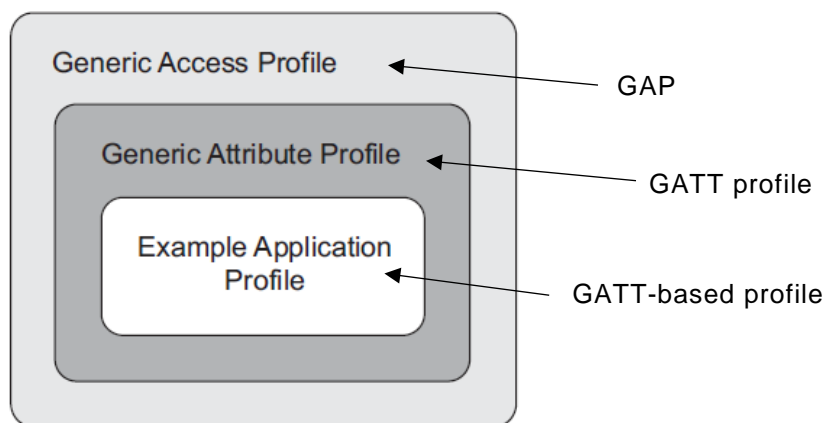 Generic Access Profile
GAP
Generic Attribute Profile
GATT profile
Example Application
Profile
GATT-based profile